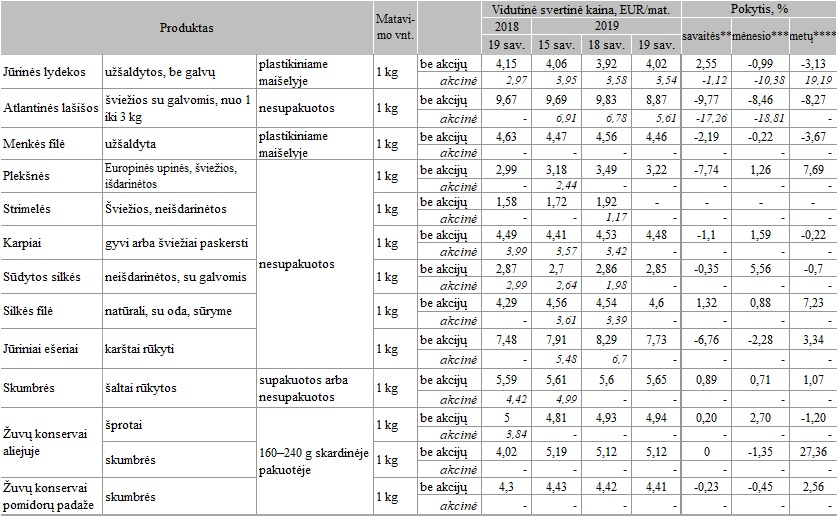 Produktas Matavi- Vidutinė svertinė kaina, EUR/mat. Pokytis, %
mo vnt. 2018 2019 savaitės** mėnesio*** metų****
19 sav. 15 sav. 18 sav. 19 sav.
Jūrinės lydekos užšaldytos, be galvų plastikiniame maišelyje 1 kg be akcijų 4,15 4,06 3,92 4,02 2,55 -0,99 -3,13
akcinė 2,97 3,95 3,58 3,54 -1,12 -10,38 19,19
Atlantinės lašišos šviežios su galvomis, nuo 1 iki 3 kg nesupakuotos 1 kg be akcijų 9,67 9,69 9,83 8,87 -9,77 -8,46 -8,27
akcinė - 6,91 6,78 5,61 -17,26 -18,81 -
Menkės filė užšaldyta plastikiniame maišelyje 1 kg be akcijų 4,63 4,47 4,56 4,46 -2,19 -0,22 -3,67
akcinė - - - - - - -
Plekšnės Europinės upinės, šviežios, išdarinėtos nesupakuotos 1 kg be akcijų 2,99 3,18 3,49 3,22 -7,74 1,26 7,69
akcinė - 2,44 - - - - -
Strimelės Šviežios, neišdarinėtos 1 kg be akcijų 1,58 1,72 1,92 - - - -
akcinė - - 1,17 - - - -
Karpiai gyvi arba šviežiai paskersti 1 kg be akcijų 4,49 4,41 4,53 4,48 -1,1 1,59 -0,22
akcinė 3,99 3,57 3,42 - - - -
Sūdytos silkės neišdarinėtos, su galvomis 1 kg be akcijų 2,87 2,7 2,86 2,85 -0,35 5,56 -0,7
akcinė 2,99 2,64 1,98 - - - -
Silkės filė natūrali, su oda, sūryme 1 kg be akcijų 4,29 4,56 4,54 4,6 1,32 0,88 7,23
akcinė - 3,61 3,39 - - - -
Jūriniai ešeriai karštai rūkyti 1 kg be akcijų 7,48 7,91 8,29 7,73 -6,76 -2,28 3,34
akcinė - 5,48 6,7 - - - -
Skumbrės šaltai rūkytos supakuotos arba nesupakuotos 1 kg be akcijų 5,59 5,61 5,6 5,65 0,89 0,71 1,07
akcinė 4,42 4,99 - - - - -
Žuvų konservai aliejuje šprotai 160–240 g skardinėje pakuotėje 1 kg be akcijų 5 4,81 4,93 4,94 0,20 2,70 -1,20
akcinė 3,84 - - - - - -
skumbrės 1 kg be akcijų 4,02 5,19 5,12 5,12 0 -1,35 27,36
akcinė - - - - - - -
Žuvų konservai pomidorų padaže skumbrės 1 kg be akcijų 4,3 4,43 4,42 4,41 -0,23 -0,45 2,56
akcinė - - - - - - -